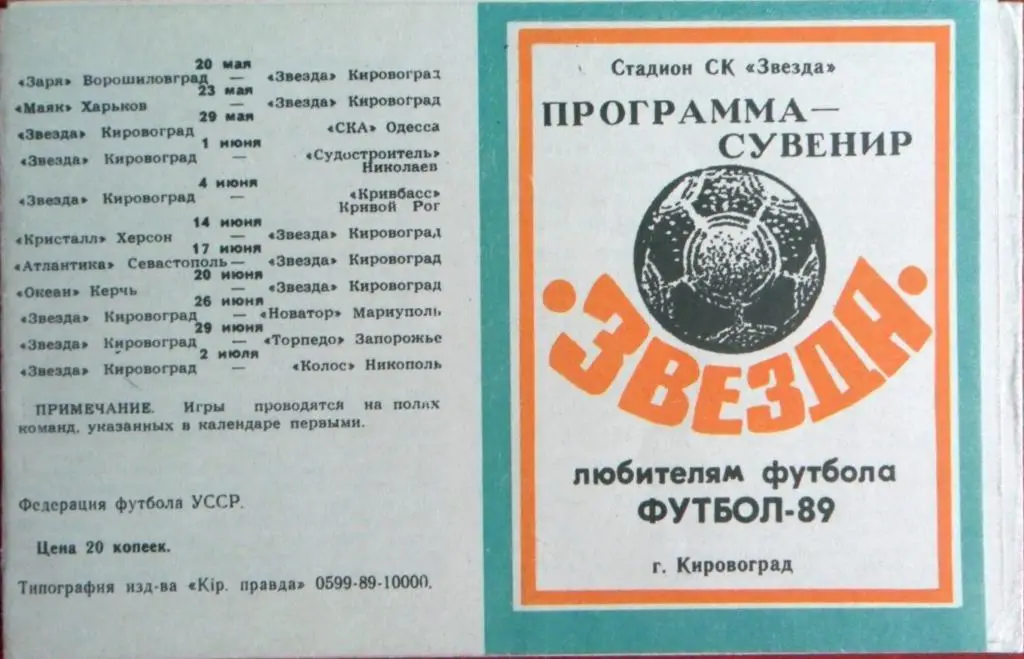 20 мая
«Заря» Ворошиловград — «Звезда» Кировоград
23 мая
«Маяк» Харьков — «Звезда» Кировоград
29 мая
«Звезда» Кировоград — «СКА» Одесса
1 июня
«Звезда» Кировоград — «Судостроитель»
Николаев
4 июня
«Звезда» Кировоград — «Кривбасс»
Кривой Рог
14 июня
«Кристалл» Херсон — «Звезда» Кировоград
17 июня
«Атлантика» Севастополь— «Звезда» Кировоград
20 июня
«Океан» Керчь — «Звезда» Кировоград
26 июня
«Звезда» Кировоград — «Новатор» Мариуполь
29 июня
«Звезда» Кировоград — «Торпедо» Запорожье
2 июля
«Звезда» Кировоград — «Колос» Никополь
ПРИМЕЧАНИЕ. Игры проводятся на полях
команд, указанных в календаре первыми.
Федерация футбола УССР.
Цена 20 копеек.
Типография изд-ва «Кір. правда» 0599-89-10000.
Стадион СК «Звезда»
ПРОГРАММА—
СУВЕНИР
·ЗВЕЗДА·
любителям футбола
ФУТБОЛ-89
г. Кировоград